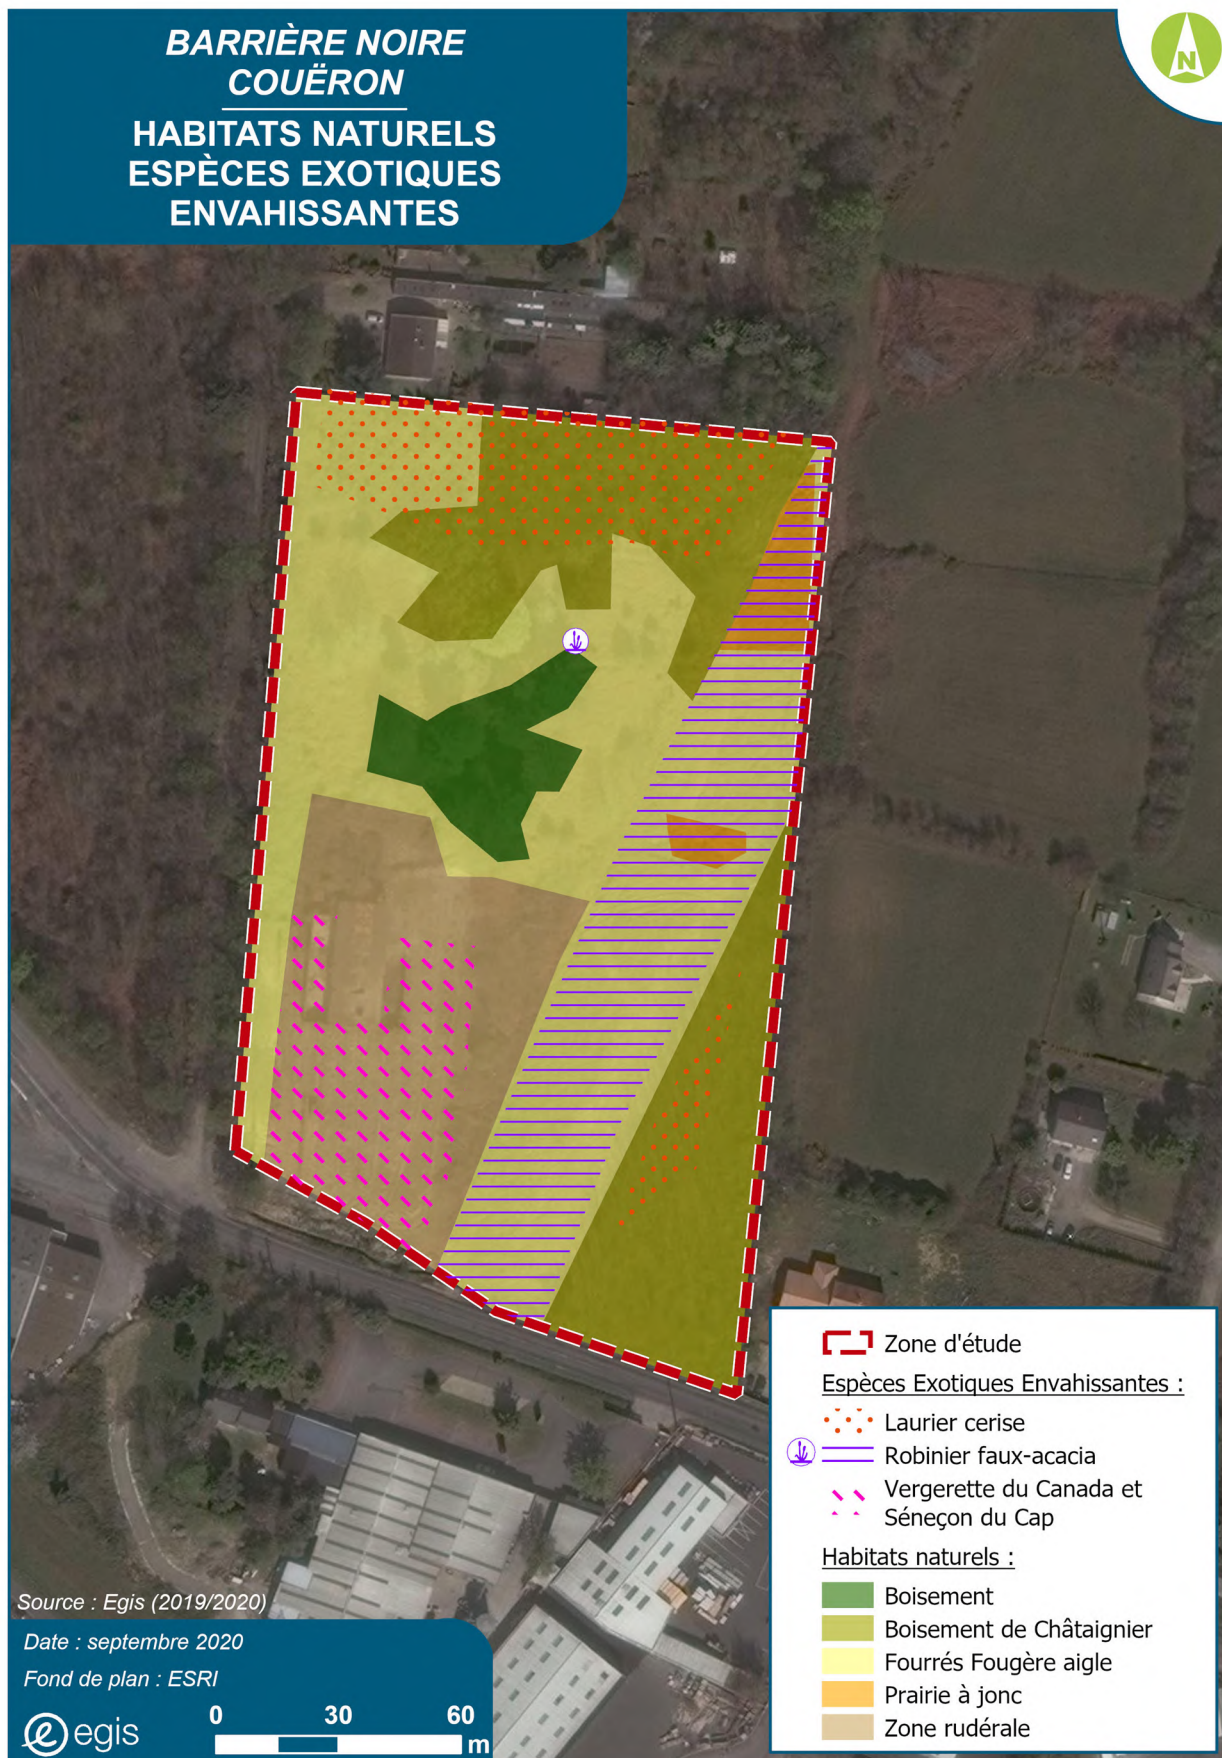 BARRIÈRE NOIRE
COUËRON
HABITATS NATURELS
ESPÈCES EXOTIQUES
ENVAHISSANTES
N
Zone d'étude
Espèces Exotiques Envahissantes :
Laurier cerise
Robinier faux-acacia
Vergerette du Canada et
Séneçon du Cap
Habitats naturels :
Boisement
Boisement de Châtaignier
Fourrés Fougère aigle
Prairie à jonc
Zone rudérale
Source : Egis (2019/2020)
Date : septembre 2020
Fond de plan : ESRI
0 30 60
m
egis